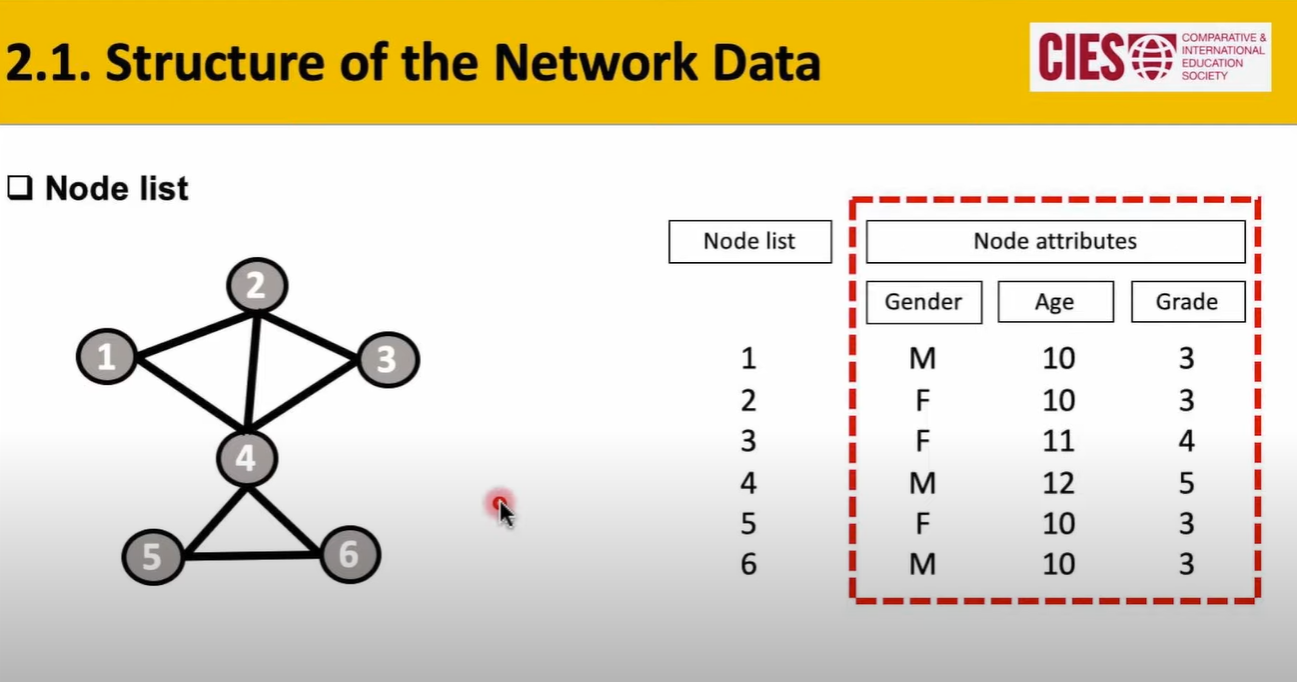 2.1. Structure of the Network Data
CIES
COMPARATIVE &
INTERNATIONAL
EDUCATION
SOCIETY
Node list
2
1
3
4
5
6
Node list
Node attributes
Gender Age Grade
1 M 10 3
2 F 10 3
3 F 11 4
4 M 12 5
5 F 10 3
6 M 10 3